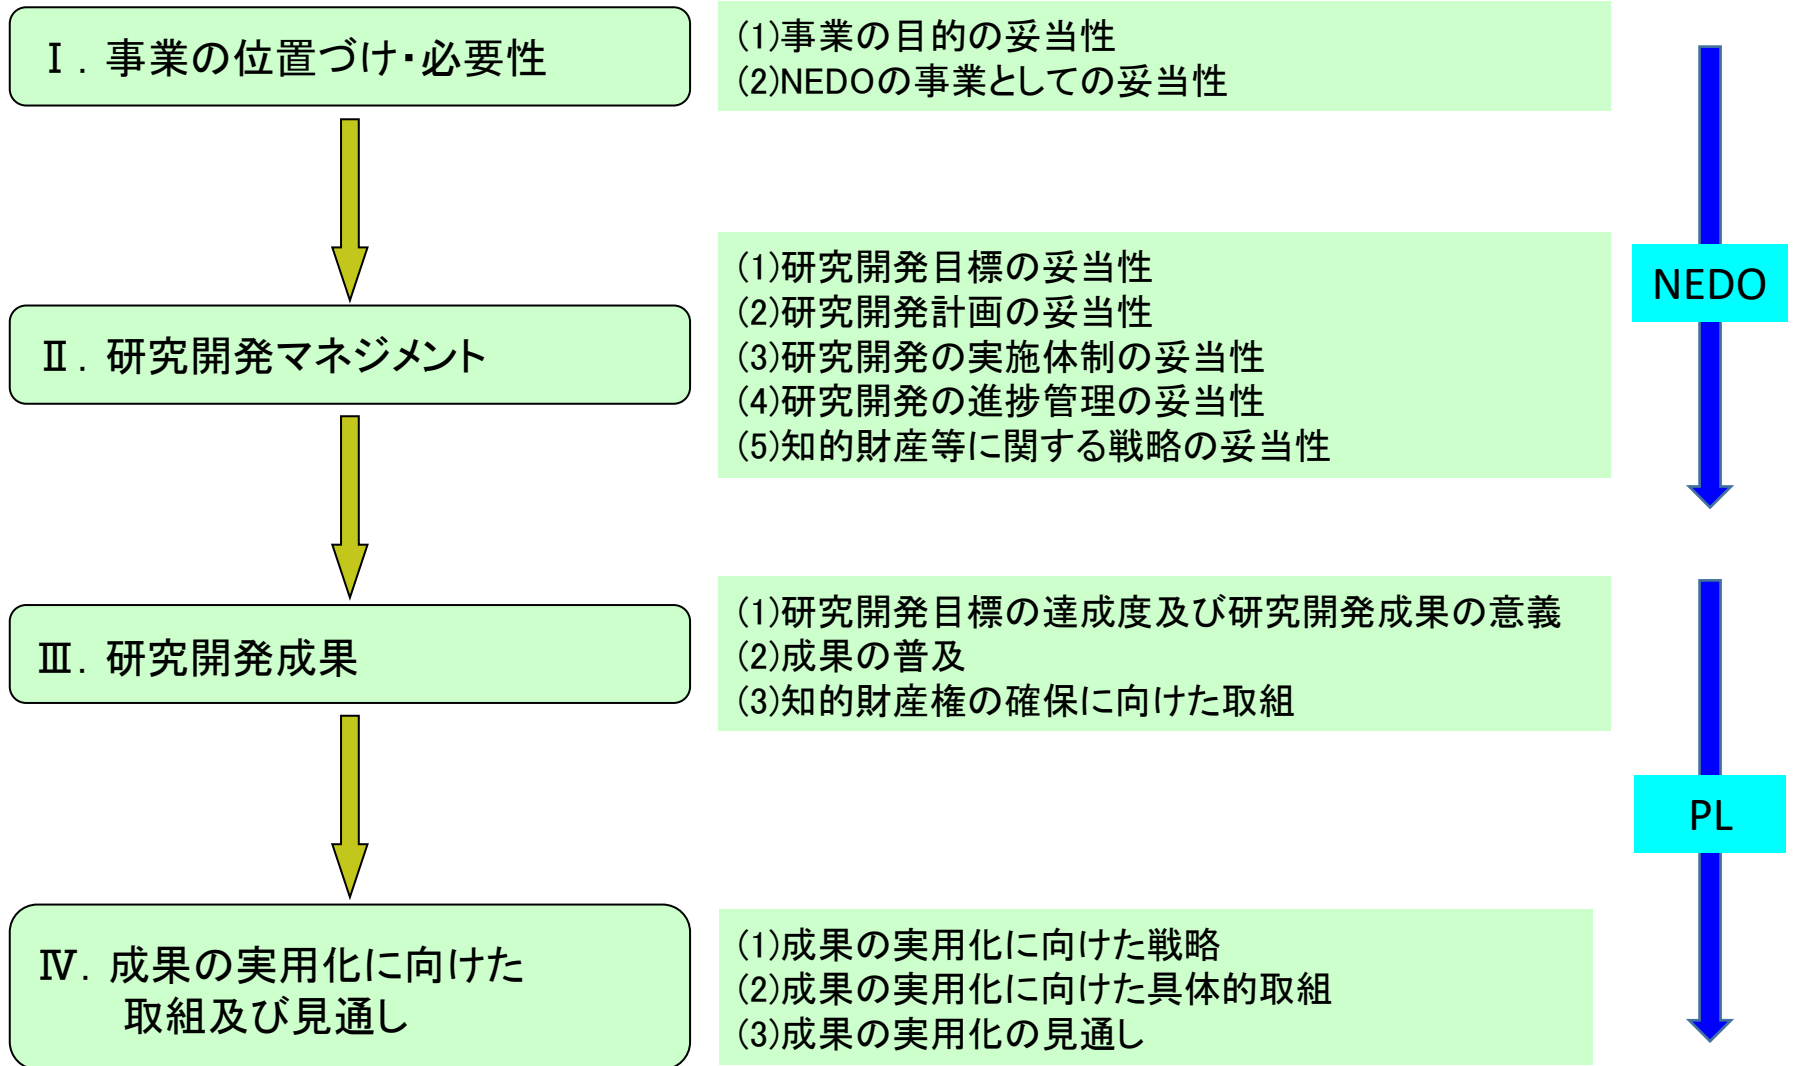 Ⅰ. 事業の位置づけ・必要性
(1)事業の目的の妥当性
(2)NEDOの事業としての妥当性
NEDO
Ⅱ. 研究開発マネジメント
(1)研究開発目標の妥当性
(2)研究開発計画の妥当性
(3)研究開発の実施体制の妥当性
(4)研究開発の進捗管理の妥当性
(5)知的財産等に関する戦略の妥当性
Ⅲ. 研究開発成果
(1)研究開発目標の達成度及び研究開発成果の意義
(2)成果の普及
(3)知的財産権の確保に向けた取組
PL
Ⅳ. 成果の実用化に向けた
取組及び見通し
(1)成果の実用化に向けた戦略
(2)成果の実用化に向けた具体的取組
(3)成果の実用化の見通し